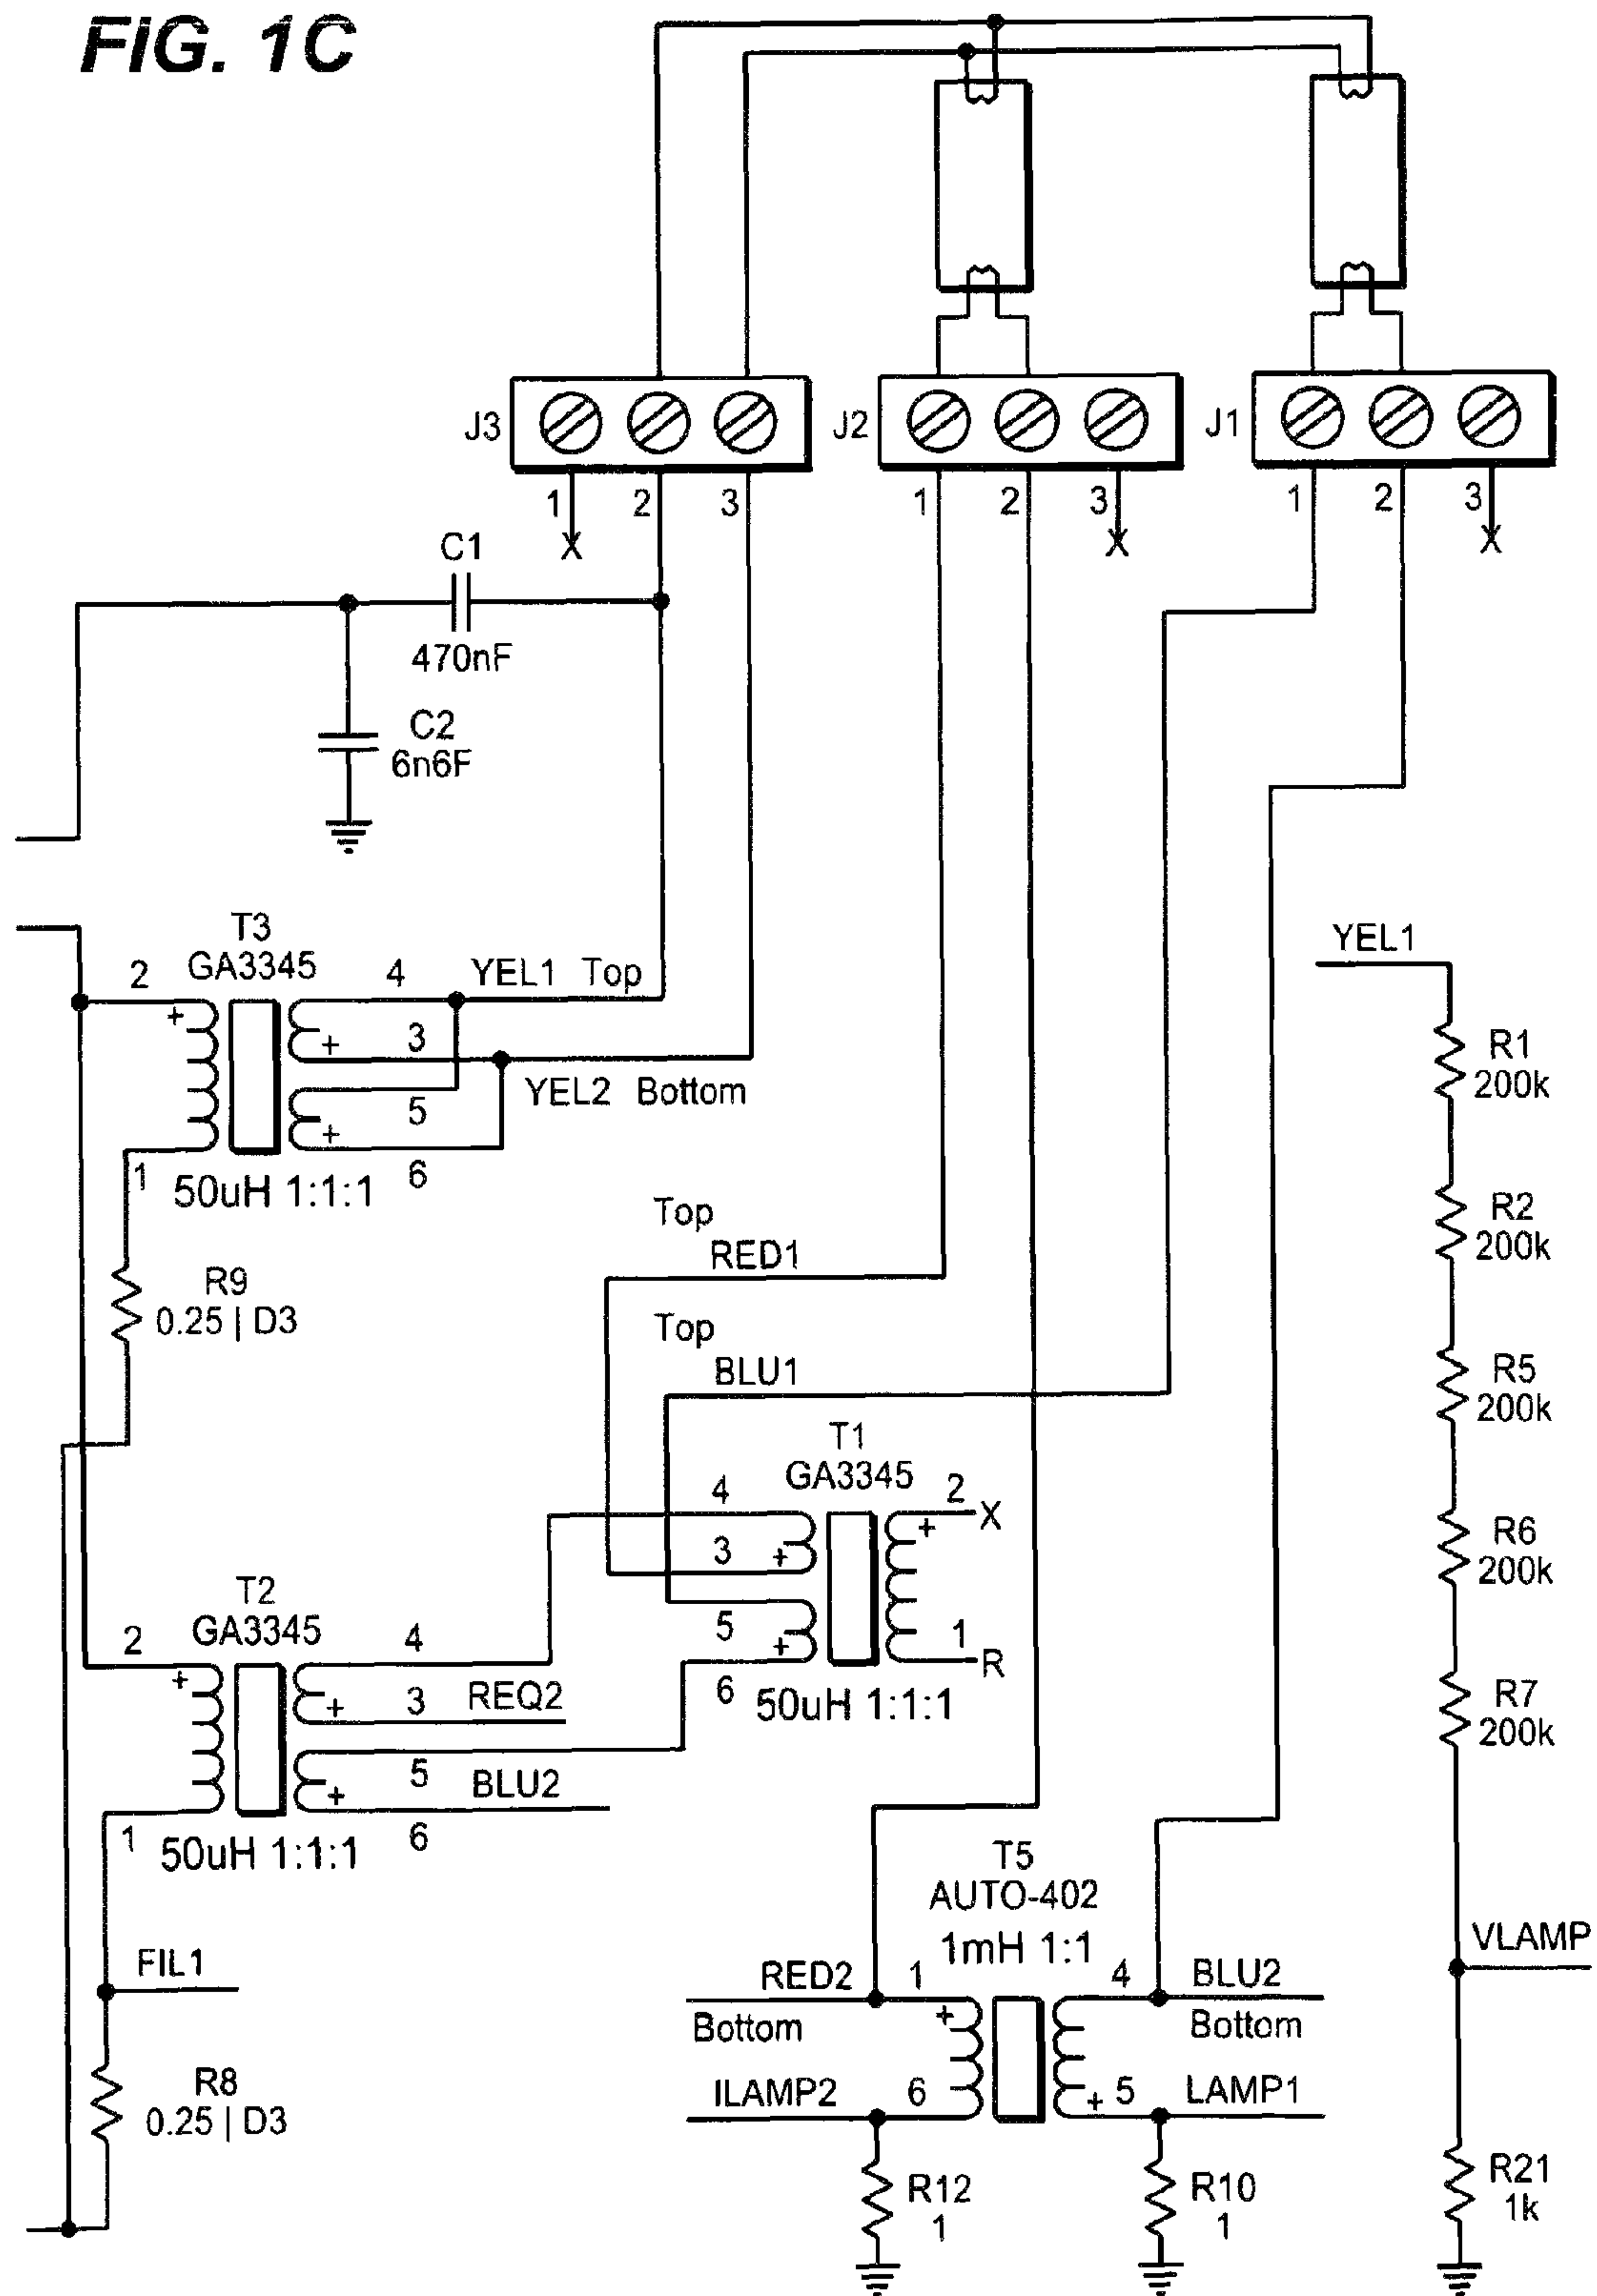 FIG. 1C
J3
J2
J1
1
2
3
X
1
2
3
X
1
2
3
X
C1
470nF
C2
6n6F
T3
GA3345
2
+
4
YEL1 Top
3
+
YEL2 Bottom
5
+
6
1
50uH 1:1:1
YEL1
R1
200k
R2
200k
R5
200k
R6
200k
R7
200k
VLAMP
R21
1k
R9
0.25 | D3
Top
RED1
Top
BLU1
T1
GA3345
4
2
X
+
3
+
5
+
1
R
6
50uH 1:1:1
T2
GA3345
2
+
4
3
REQ2
+
5
BLU2
+
6
1
50uH 1:1:1
FIL1
R8
0.25 | D3
T5
AUTO-402
1mH 1:1
RED2
1
4
BLU2
Bottom
+
Bottom
ILAMP2
6
+
5
LAMP1
R12
1
R10
1